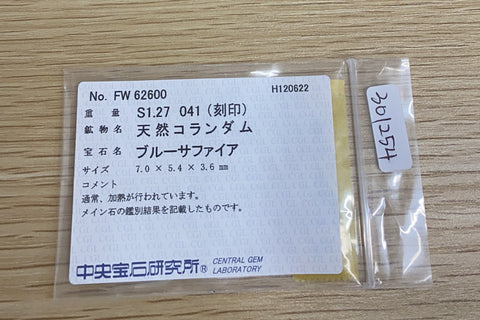 No. FW 62600 H120622
重量 S1.27 041 (刻印)
鉱物名 天然コランダム
宝石名 ブルーサファイア
サイズ 7.0 × 5.4 × 3.6 mm
コメント
通常、加熱が行われています。
メイン石の鑑別結果を記載したものです。
中央宝石研究所® CENTRAL GEM LABORATORY
301254